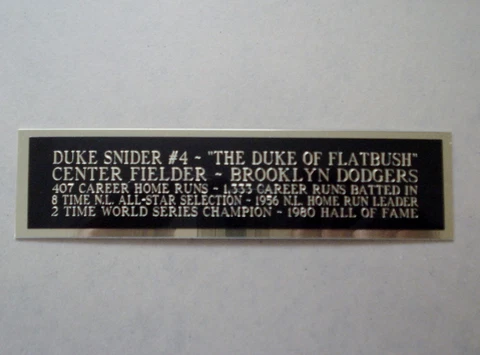 DUKE SNIDER #4 ~ "THE DUKE OF FLATBUSH"
CENTER FIELDER ~ BROOKLYN DODGERS
407 CAREER HOME RUNS ~ 1,333 CAREER RUNS BATTED IN
8 TIME N.L. ALL-STAR SELECTION ~ 1956 N.L. HOME RUN LEADER
2 TIME WORLD SERIES CHAMPION ~ 1980 HALL OF FAME